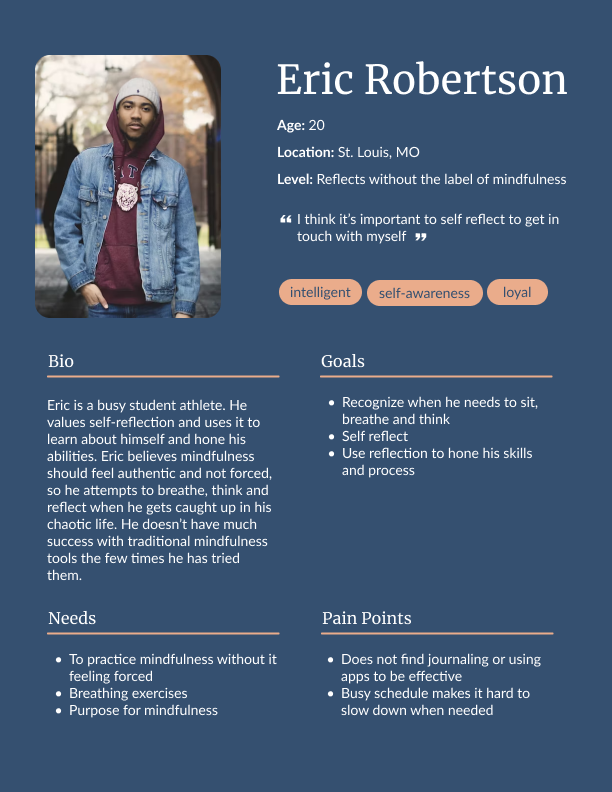 Eric Robertson
Age: 20
Location: St. Louis, MO
Level: Reflects without the label of mindfulness
“ I think it’s important to self reflect to get in
touch with myself ”
intelligent
self-awareness
loyal
Bio
Eric is a busy student athlete. He
values self-reflection and uses it to
learn about himself and hone his
abilities. Eric believes mindfulness
should feel authentic and not forced,
so he attempts to breathe, think and
reflect when he gets caught up in his
chaotic life. He doesn’t have much
success with traditional mindfulness
tools the few times he has tried
them.
Goals
• Recognize when he needs to sit,
breathe and think
• Self reflect
• Use reflection to hone his skills
and process
Needs
• To practice mindfulness without it
feeling forced
• Breathing exercises
• Purpose for mindfulness
Pain Points
• Does not find journaling or using
apps to be effective
• Busy schedule makes it hard to
slow down when needed